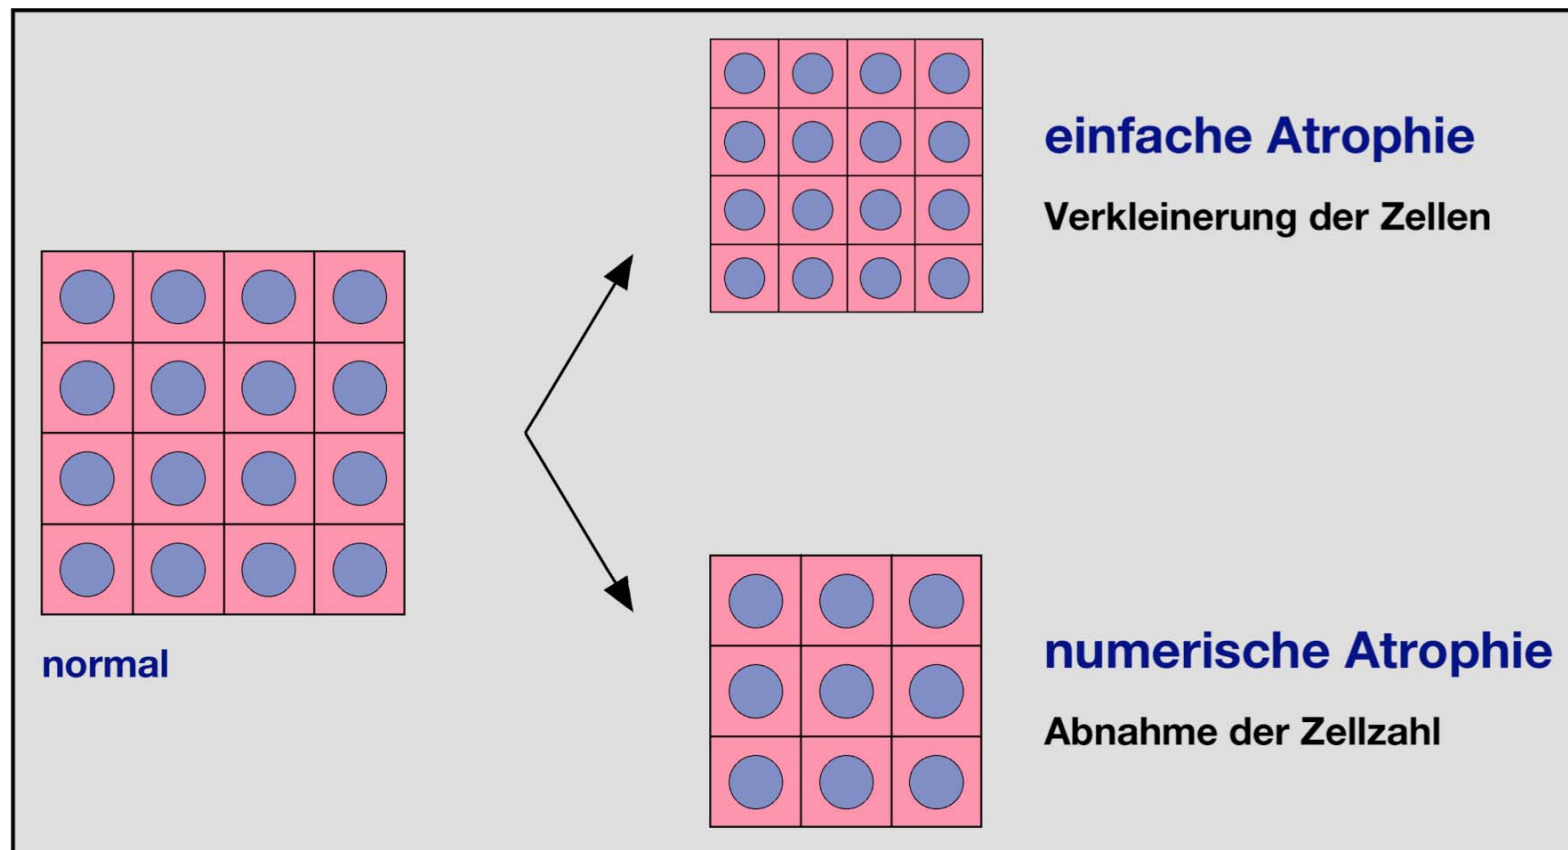 einfache Atrophie
Verkleinerung der Zellen
normal
numerische Atrophie
Abnahme der Zellzahl